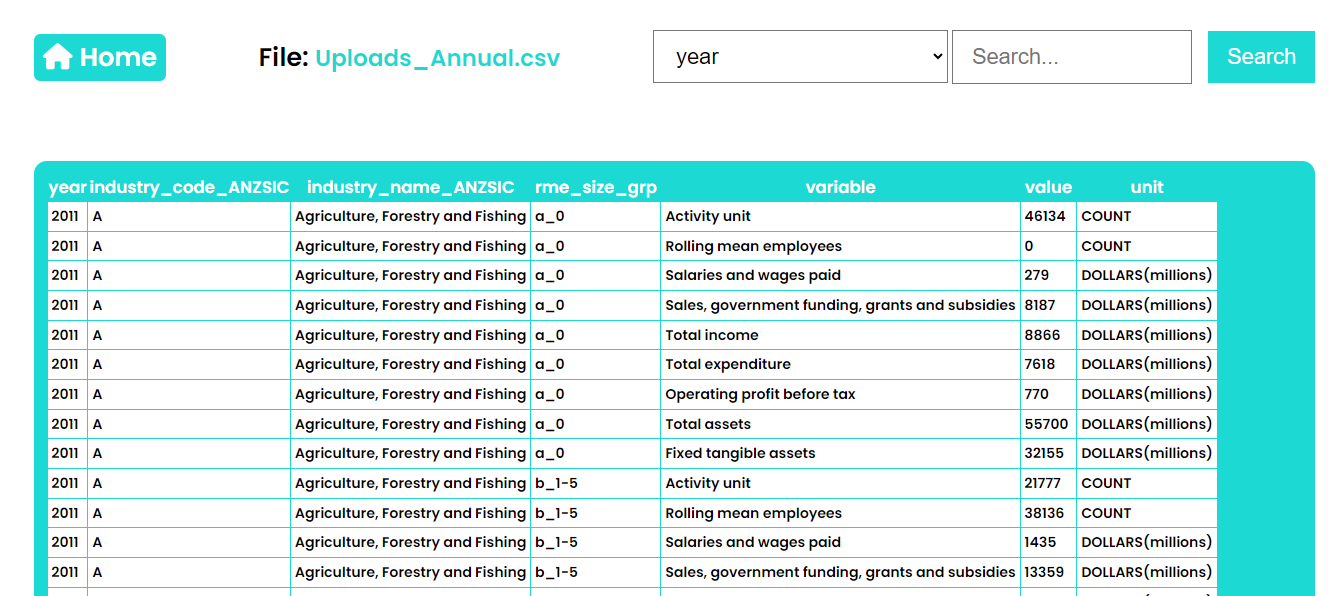 Home File: Uploads_Annual.csv year Search... Search
year industry_code_ANZSIC industry_name_ANZSIC rme_size_grp variable value unit
2011 A Agriculture, Forestry and Fishing a_0 Activity unit 46134 COUNT
2011 A Agriculture, Forestry and Fishing a_0 Rolling mean employees 0 COUNT
2011 A Agriculture, Forestry and Fishing a_0 Salaries and wages paid 279 DOLLARS(millions)
2011 A Agriculture, Forestry and Fishing a_0 Sales, government funding, grants and subsidies 8187 DOLLARS(millions)
2011 A Agriculture, Forestry and Fishing a_0 Total income 8866 DOLLARS(millions)
2011 A Agriculture, Forestry and Fishing a_0 Total expenditure 7618 DOLLARS(millions)
2011 A Agriculture, Forestry and Fishing a_0 Operating profit before tax 770 DOLLARS(millions)
2011 A Agriculture, Forestry and Fishing a_0 Total assets 55700 DOLLARS(millions)
2011 A Agriculture, Forestry and Fishing a_0 Fixed tangible assets 32155 DOLLARS(millions)
2011 A Agriculture, Forestry and Fishing b_1-5 Activity unit 21777 COUNT
2011 A Agriculture, Forestry and Fishing b_1-5 Rolling mean employees 38136 COUNT
2011 A Agriculture, Forestry and Fishing b_1-5 Salaries and wages paid 1435 DOLLARS(millions)
2011 A Agriculture, Forestry and Fishing b_1-5 Sales, government funding, grants and subsidies 13359 DOLLARS(millions)